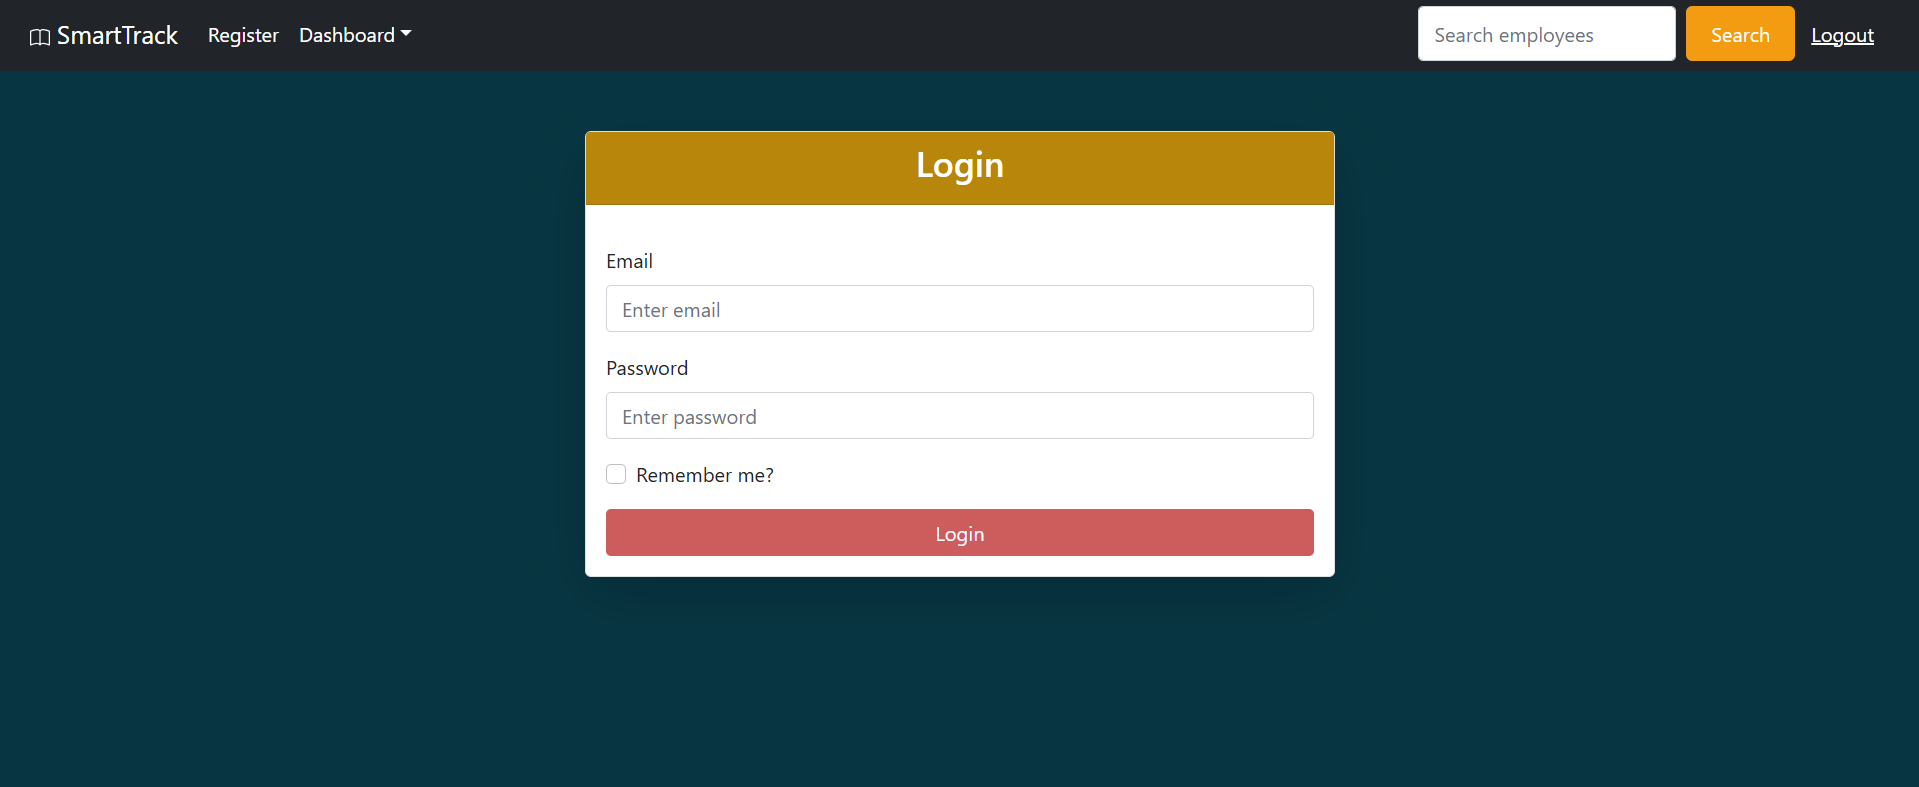 SmartTrack Register Dashboard Search employees Search Logout
Login
Email
Enter email
Password
Enter password
Remember me?
Login